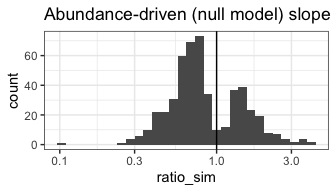 Abundance-driven (null model) slope
count
60
40
20
0
0.1 0.3 1.0 3.0
ratio_sim